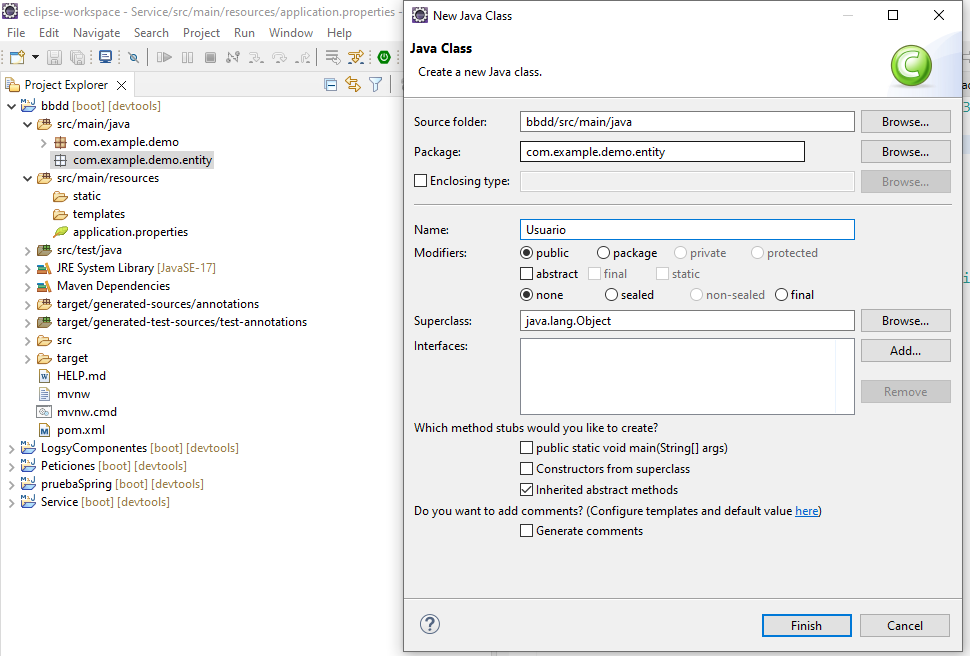 eclipse-workspace - Service/src/main/resources/application.properties -
File Edit Navigate Search Project Run Window Help
Project Explorer
bbdd [boot] [devtools]
src/main/java
com.example.demo
com.example.demo.entity
src/main/resources
static
templates
application.properties
src/test/java
JRE System Library [JavaSE-17]
Maven Dependencies
target/generated-sources/annotations
target/generated-test-sources/test-annotations
src
target
HELP.md
mvnw
mvnw.cmd
pom.xml
LogsyComponentes [boot] [devtools]
Peticiones [boot] [devtools]
pruebaSpring [boot] [devtools]
Service [boot] [devtools]
New Java Class
Java Class
Create a new Java class.
Source folder: bbdd/src/main/java Browse...
Package: com.example.demo.entity Browse...
Enclosing type: Browse...
Name: Usuario
Modifiers: public package private protected
abstract final static
none sealed non-sealed final
Superclass: java.lang.Object Browse...
Interfaces: Add...
Remove
Which method stubs would you like to create?
public static void main(String[] args)
Constructors from superclass
Inherited abstract methods
Do you want to add comments? (Configure templates and default value here)
Generate comments
Finish Cancel